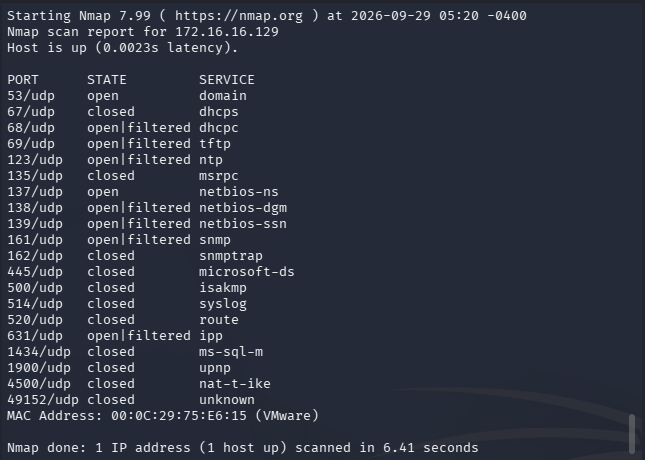 Starting Nmap 7.99 ( https://nmap.org ) at 2026-09-29 05:20 -0400
Nmap scan report for 172.16.16.129
Host is up (0.0023s latency).
PORT      STATE         SERVICE
53/udp    open          domain
67/udp    closed        dhcps
68/udp    open|filtered dhcpc
69/udp    open|filtered tftp
123/udp   open|filtered ntp
135/udp   closed        msrpc
137/udp   open          netbios-ns
138/udp   open|filtered netbios-dgm
139/udp   open|filtered netbios-ssn
161/udp   open|filtered snmp
162/udp   closed        snmptrap
445/udp   closed        microsoft-ds
500/udp   closed        isakmp
514/udp   closed        syslog
520/udp   closed        route
631/udp   open|filtered ipp
1434/udp  closed        ms-sql-m
1900/udp  closed        upnp
4500/udp  closed        nat-t-ike
49152/udp closed        unknown
MAC Address: 00:0C:29:75:E6:15 (VMware)
Nmap done: 1 IP address (1 host up) scanned in 6.41 seconds